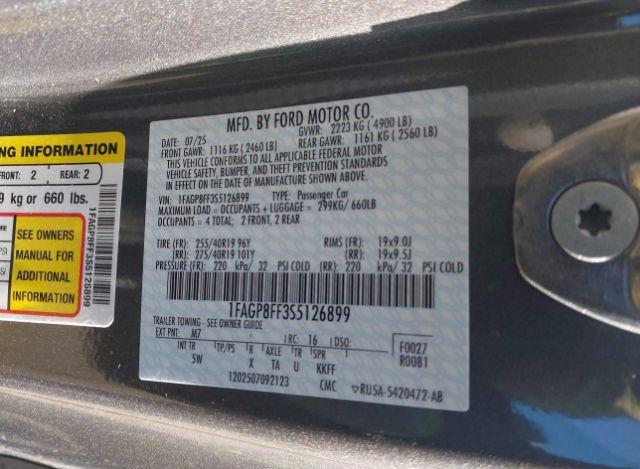 NG INFORMATION
FRONT: 2 REAR: 2
9 kg or 660 lbs.
SEE OWNERS
MANUAL FOR
ADDITIONAL
INFORMATION
1FAGP8FF3S5126899
MFD. BY FORD MOTOR CO.
DATE: 07/25 GVWR: 2223 KG ( 4900 LB)
FRONT GAWR: 1116 KG ( 2460 LB) REAR GAWR: 1161 KG ( 2560 LB)
THIS VEHICLE CONFORMS TO ALL APPLICABLE FEDERAL MOTOR
VEHICLE SAFETY, BUMPER, AND THEFT PREVENTION STANDARDS
IN EFFECT ON THE DATE OF MANUFACTURE SHOWN ABOVE.
VIN: 1FAGP8FF3S5126899 TYPE: Passenger Car
MAXIMUM LOAD = OCCUPANTS + LUGGAGE = 299KG/ 660LB
OCCUPANTS = 4 TOTAL; 2 FRONT, 2 REAR
TIRE (FR): 255/40R19 96Y RIMS (FR): 19x9.0J
(RR): 275/40R19 101Y (RR): 19x9.5J
PRESSURE (FR): 220 kPa/ 32 PSI COLD (RR): 220 kPa/ 32 PSI COLD
1FAGP8FF3S5126899
TRAILER TOWING - SEE OWNER GUIDE
EXT PNT: M7 RC: 16 DSO: F0027
INT TR TP/PS R AXLE TR SPR R0081
5W X TA U KKFF
1202507092123 CMC ▽RU5A-5420472-AB